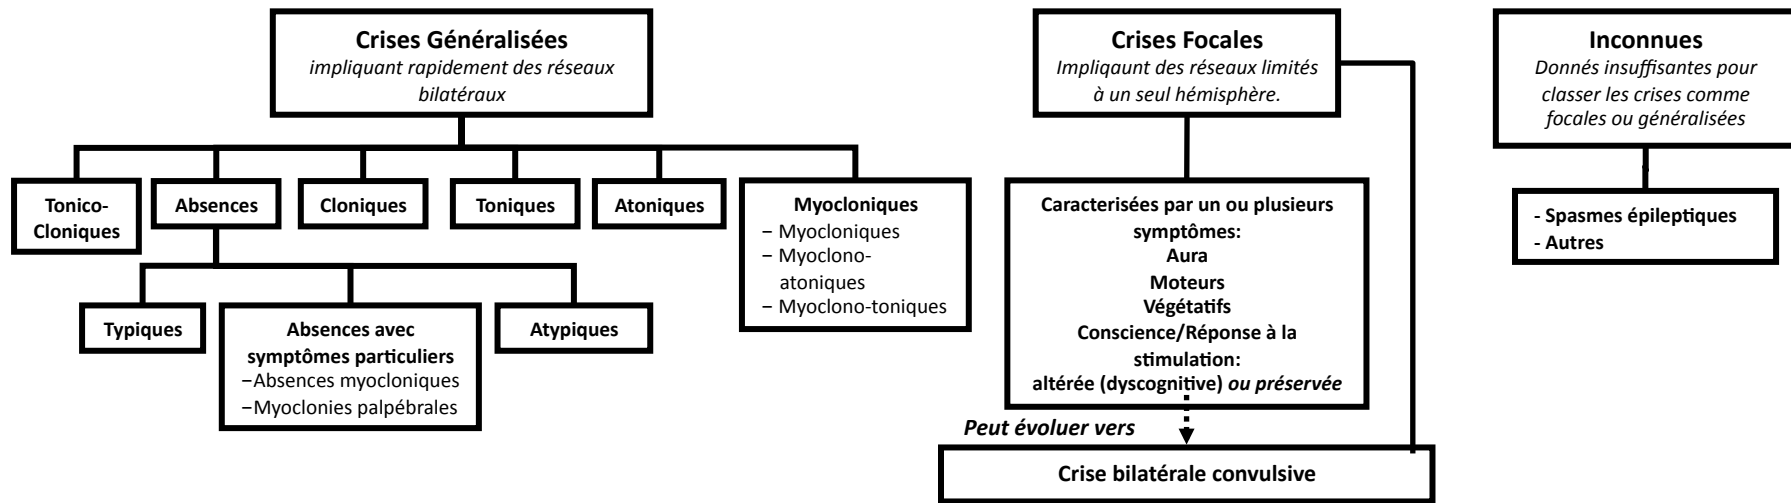 Crises Généralisées
impliquant rapidement des réseaux
bilatéraux
Crises Focales
Impliqaunt des réseaux limités
à un seul hémisphère.
Inconnues
Donnés insuffisantes pour
classer les crises comme
focales ou généralisées
Tonico-
Cloniques
Absences
Cloniques
Toniques
Atoniques
Myocloniques
– Myocloniques
– Myoclono-
atoniques
– Myoclono-toniques
Typiques
Absences avec
symptômes particuliers
–Absences myocloniques
–Myoclonies palpébrales
Atypiques
Caracterisées par un ou plusieurs
symptômes:
Aura
Moteurs
Végétatifs
Conscience/Réponse à la
stimulation:
altérée (dyscognitive) ou préservée
Peut évoluer vers
Crise bilatérale convulsive
- Spasmes épileptiques
- Autres